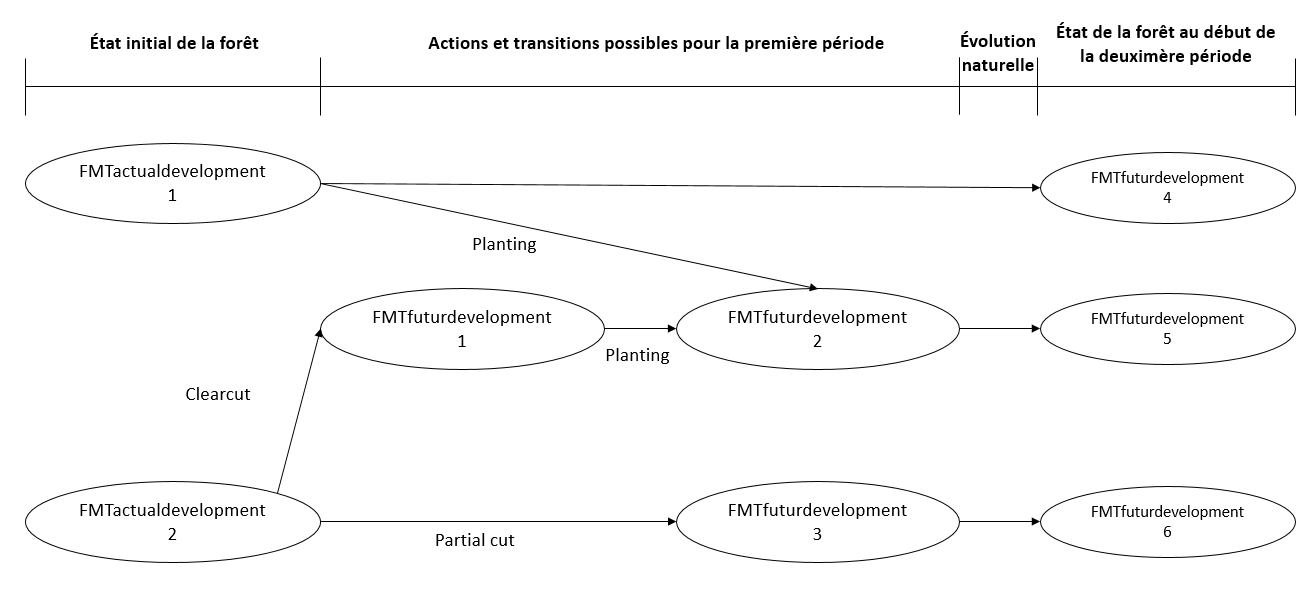 État initial de la forêt
Actions et transitions possibles pour la première période
Évolution
naturelle
État de la forêt au début de
la deuximère période
FMTactualdevelopment
1
FMTfuturdevelopment
4
Planting
FMTfuturdevelopment
1
Planting
FMTfuturdevelopment
2
FMTfuturdevelopment
5
Clearcut
FMTactualdevelopment
2
Partial cut
FMTfuturdevelopment
3
FMTfuturdevelopment
6